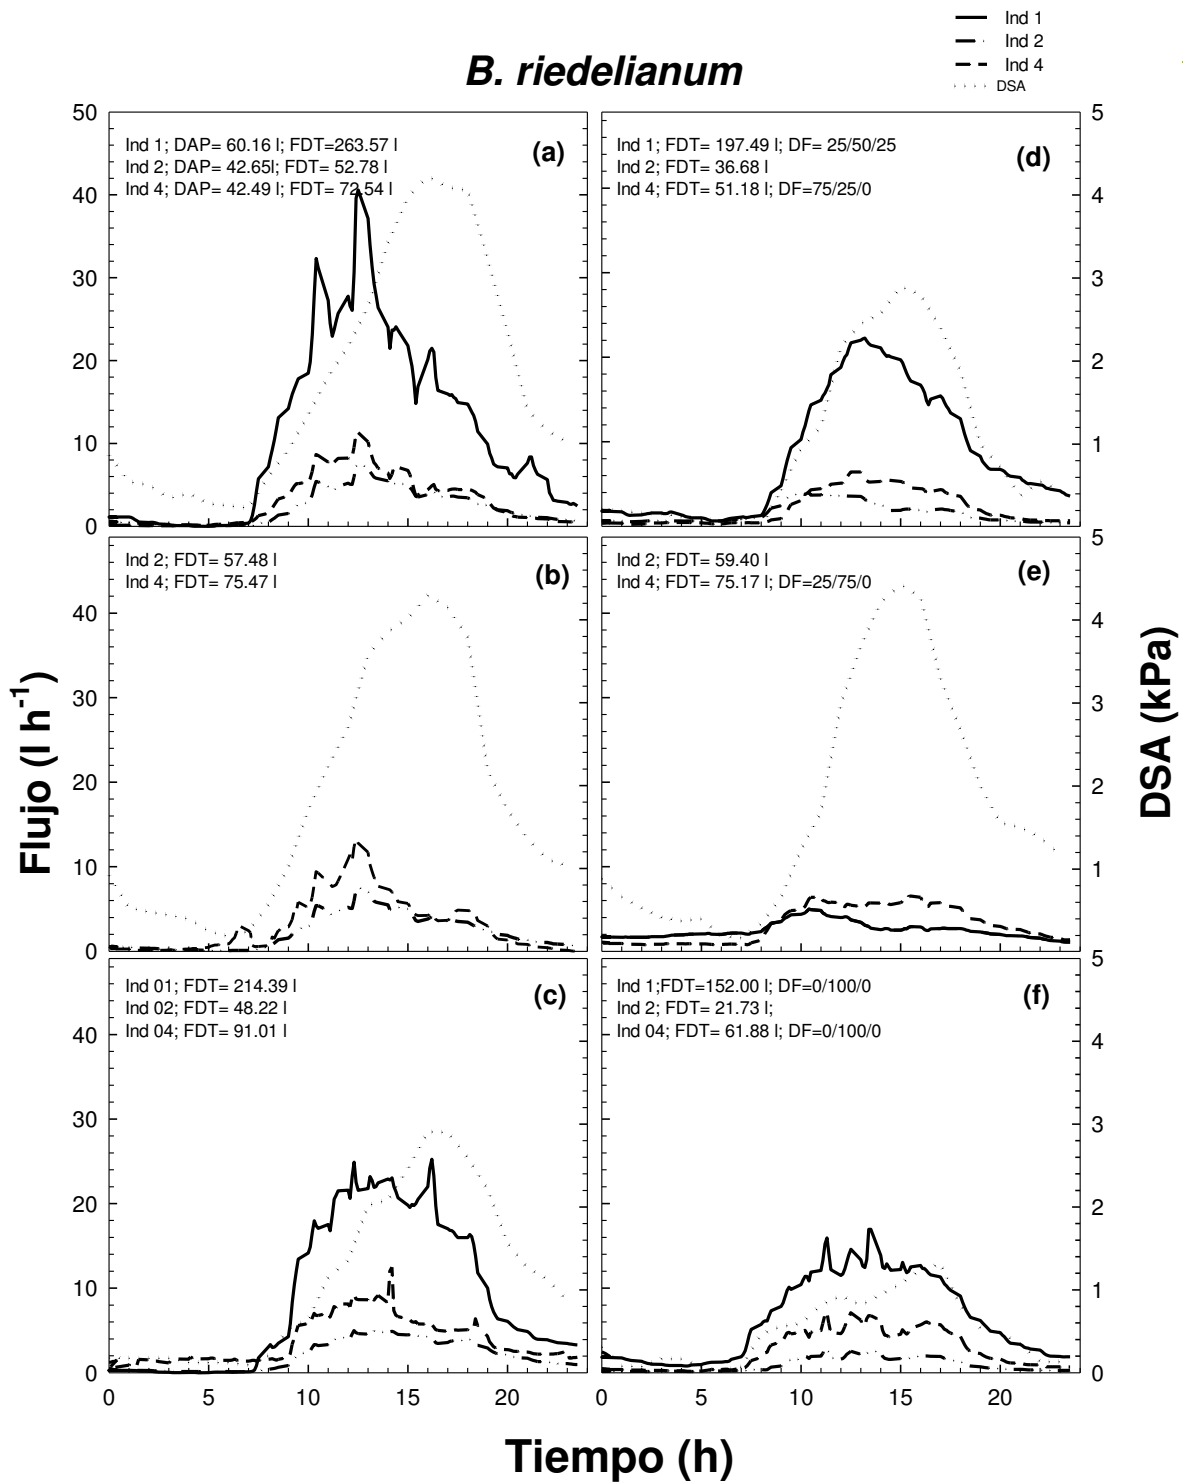 Ind 1
Ind 2
Ind 4
DSA
B. riedelianum
Ind 1; DAP= 60.16 l; FDT=263.57 l
Ind 2; DAP= 42.65l; FDT= 52.78 l
Ind 4; DAP= 42.49 l; FDT= 72.54 l
(a)
50
40
30
20
10
0
Ind 1; FDT= 197.49 l; DF= 25/50/25
Ind 2; FDT= 36.68 l
Ind 4; FDT= 51.18 l; DF=75/25/0
(d)
5
4
3
2
1
0
Ind 2; FDT= 57.48 l
Ind 4; FDT= 75.47 l
(b)
40
30
20
10
0
Ind 2; FDT= 59.40 l
Ind 4; FDT= 75.17 l; DF=25/75/0
(e)
5
4
3
2
1
0
Ind 01; FDT= 214.39 l
Ind 02; FDT= 48.22 l
Ind 04; FDT= 91.01 l
(c)
40
30
20
10
0
0 5 10 15 20
Ind 1;FDT=152.00 l; DF=0/100/0
Ind 2; FDT= 21.73 l;
Ind 04; FDT= 61.88 l; DF=0/100/0
(f)
5
4
3
2
1
0
0 5 10 15 20
Flujo (l h⁻¹)
DSA (kPa)
Tiempo (h)